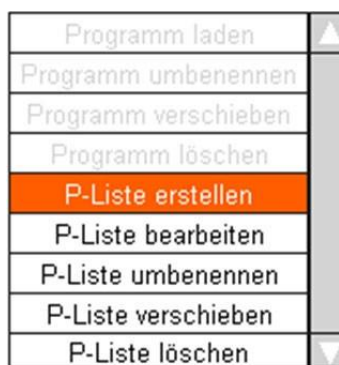 Programm laden
Programm umbenennen
Programm verschieben
Programm löschen
P-Liste erstellen
P-Liste bearbeiten
P-Liste umbenennen
P-Liste verschieben
P-Liste löschen